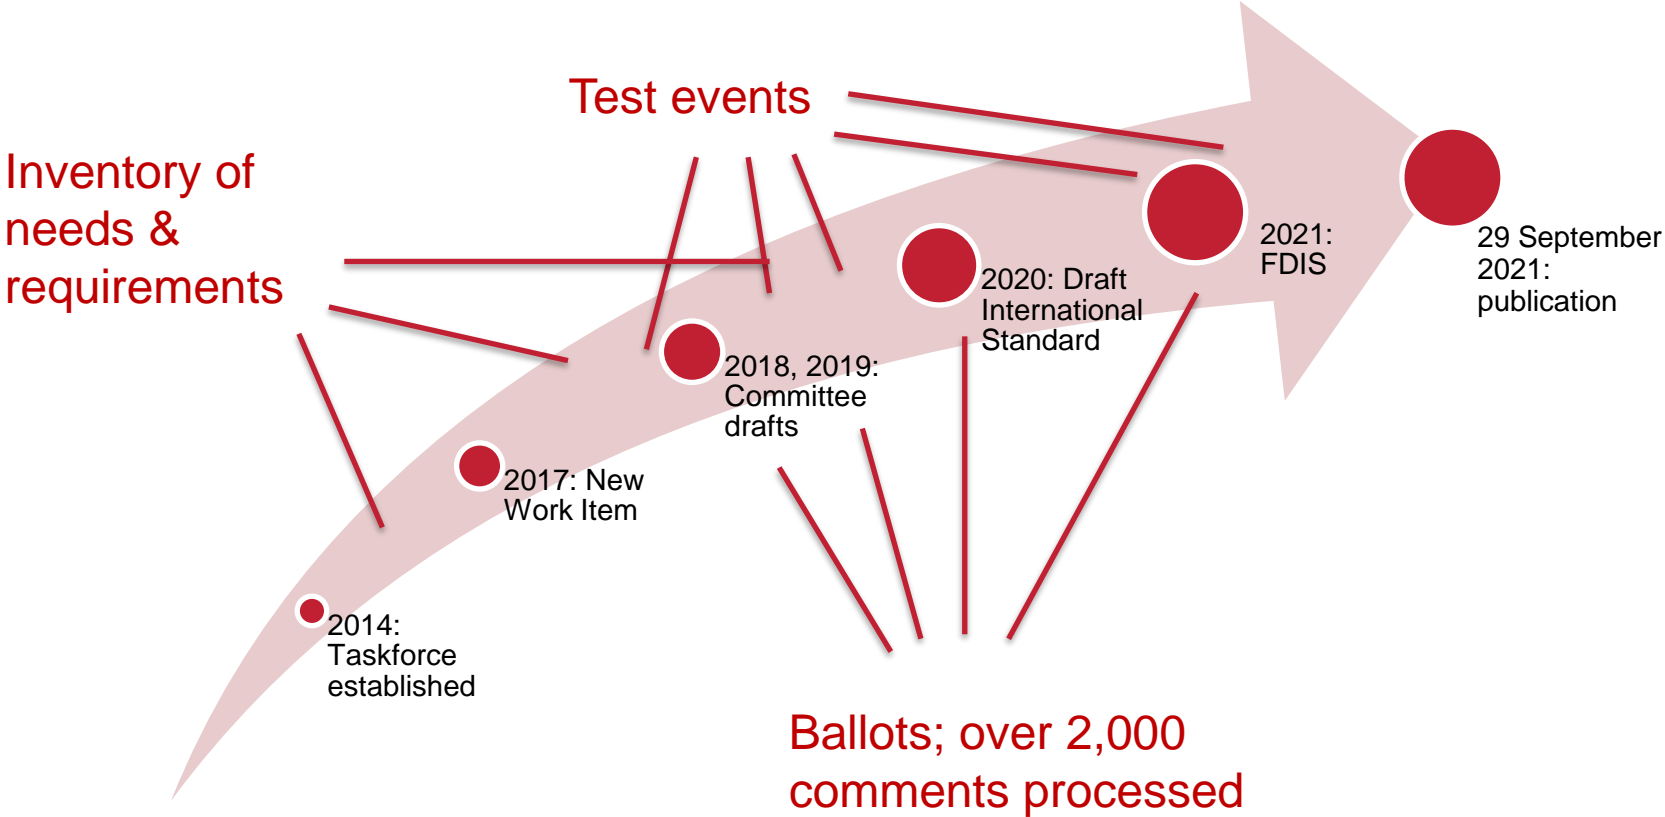 Test events
Inventory of
needs &
requirements
2014:
Taskforce
established
2017: New
Work Item
2018, 2019:
Committee
drafts
2020: Draft
International
Standard
2021:
FDIS
29 September
2021:
publication
Ballots; over 2,000
comments processed